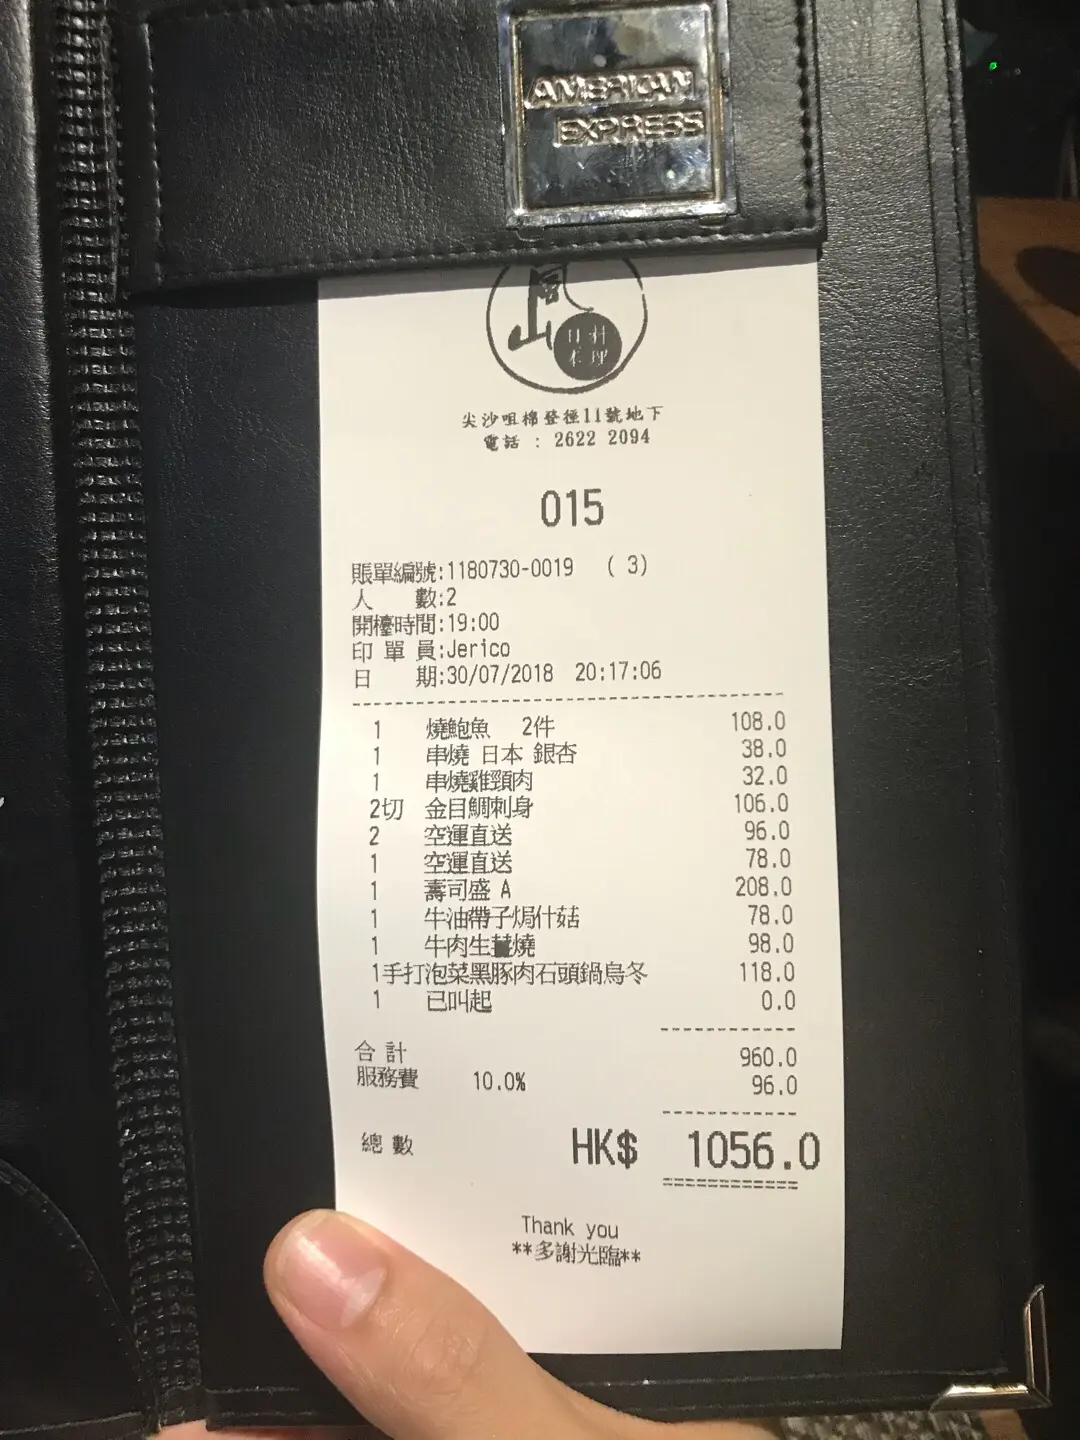 AMERICAN
EXPRESS
嵐
日 料
本 理
尖沙咀棉登徑11號地下
電話 : 2622 2094
015
賬單編號:1180730-0019 ( 3)
人 數:2
開檯時間:19:00
印 單 員:Jerico
日 期:30/07/2018 20:17:06
1 燒鮑魚 2件 108.0
1 串燒 日本 銀杏 38.0
1 串燒雞頸肉 32.0
2切 金目鯛刺身 106.0
2 空運直送 96.0
1 空運直送 78.0
1 壽司盛 A 208.0
1 牛油帶子焗什菇 78.0
1 牛肉生薑燒 98.0
1手打泡菜黑豚肉石頭鍋烏冬 118.0
1 已叫起 0.0
合 計 960.0
服務費 10.0% 96.0
總 數 HK$ 1056.0
Thank you
**多謝光臨**